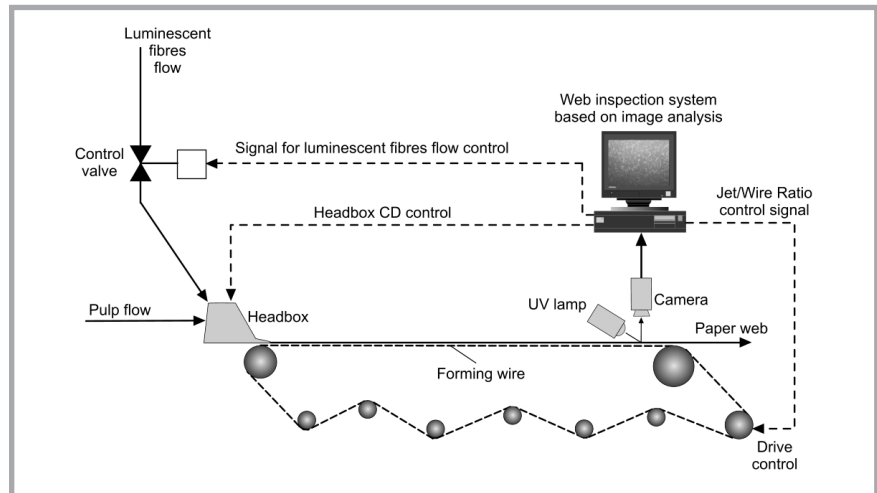 Luminescent
fibres
flow
Web inspection system
based on image analysis
Control
valve
Signal for luminescent fibres flow control
Jet/Wire Ratio
control signal
Headbox CD control
Pulp flow
Headbox
UV lamp
Camera
Paper web
Forming wire
Drive
control